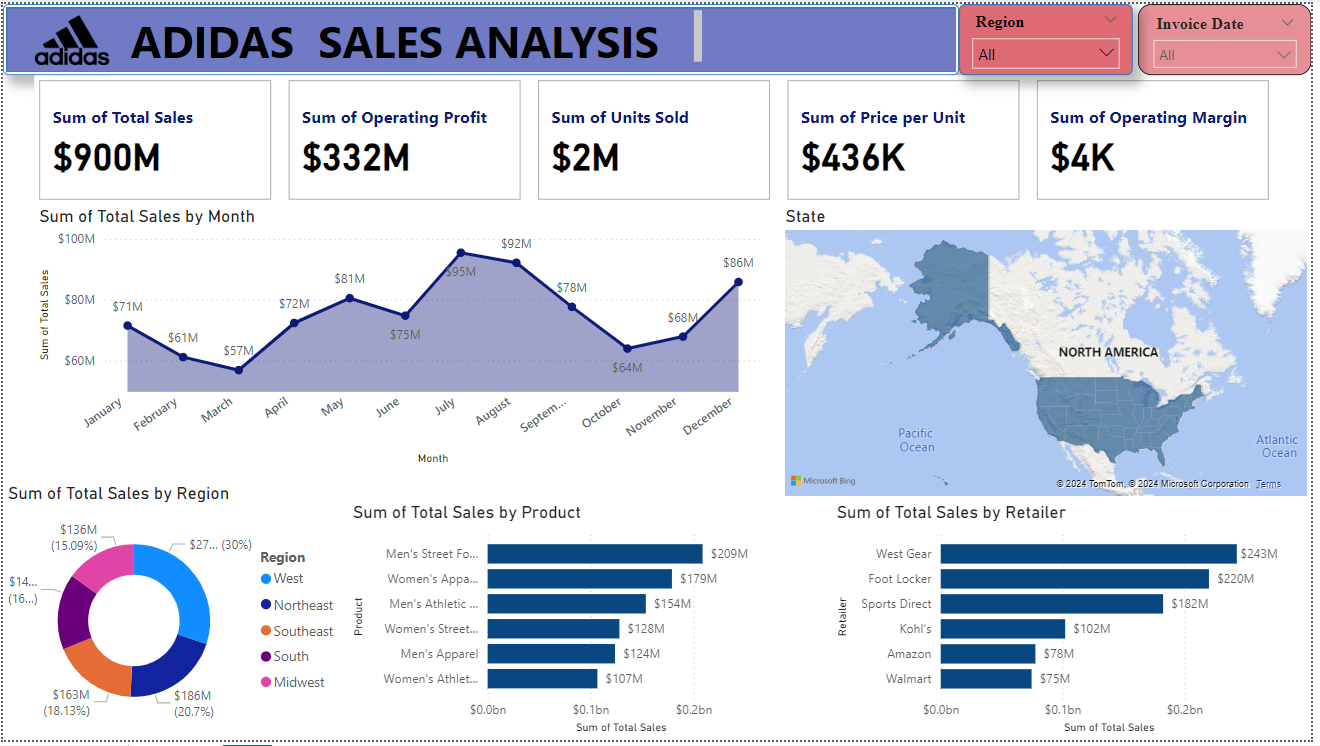 adidas
ADIDAS SALES ANALYSIS
Region
All
Invoice Date
All
Sum of Total Sales
$900M
Sum of Operating Profit
$332M
Sum of Units Sold
$2M
Sum of Price per Unit
$436K
Sum of Operating Margin
$4K
Sum of Total Sales by Month
Sum of Total Sales
$100M
$80M
$60M
$71M
$61M
$57M
$72M
$81M
$75M
$95M
$92M
$78M
$64M
$68M
$86M
January
February
March
April
May
June
July
August
Septem...
October
November
December
Month
State
NORTH AMERICA
Pacific
Ocean
Atlantic
Ocean
Microsoft Bing
© 2024 TomTom, © 2024 Microsoft Corporation Terms
Sum of Total Sales by Region
$136M
(15.09%)
$27... (30%)
$14...
(16...)
$163M
(18.13%)
$186M
(20.7%)
Region
West
Northeast
Southeast
South
Midwest
Sum of Total Sales by Product
Product
Men's Street Fo... $209M
Women's Appa... $179M
Men's Athletic ... $154M
Women's Street... $128M
Men's Apparel $124M
Women's Athlet... $107M
$0.0bn $0.1bn $0.2bn
Sum of Total Sales
Sum of Total Sales by Retailer
Retailer
West Gear $243M
Foot Locker $220M
Sports Direct $182M
Kohl's $102M
Amazon $78M
Walmart $75M
$0.0bn $0.1bn $0.2bn
Sum of Total Sales